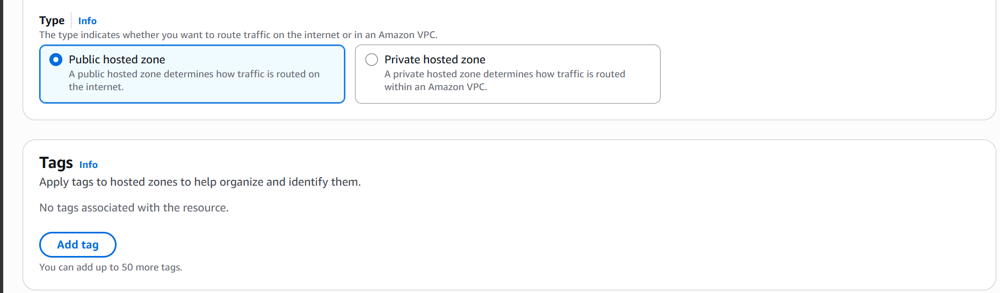 Type Info
The type indicates whether you want to route traffic on the internet or in an Amazon VPC.
Public hosted zone
A public hosted zone determines how traffic is routed on
the internet.
Private hosted zone
A private hosted zone determines how traffic is routed
within an Amazon VPC.
Tags Info
Apply tags to hosted zones to help organize and identify them.
No tags associated with the resource.
Add tag
You can add up to 50 more tags.